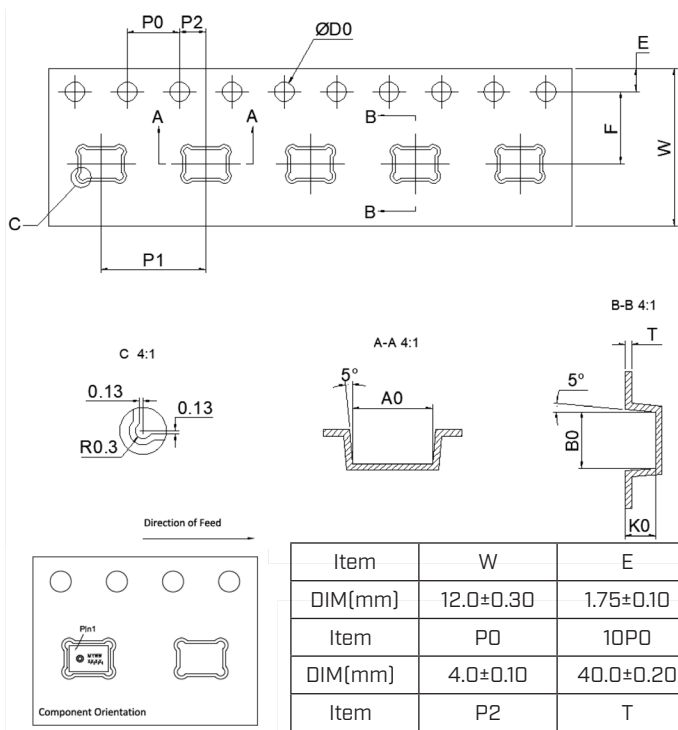 P0 P2
ØD0
E
A A
B
F
W
B
C
P1
B-B 4:1
C 4:1
A-A 4:1
T
0.13
0.13
R0.3
5°
A0
5°
B0
K0
Direction of Feed
Pin1
Component Orientation
Item W E
DIM(mm) 12.0±0.30 1.75±0.10
Item P0 10P0
DIM(mm) 4.0±0.10 40.0±0.20
Item P2 T